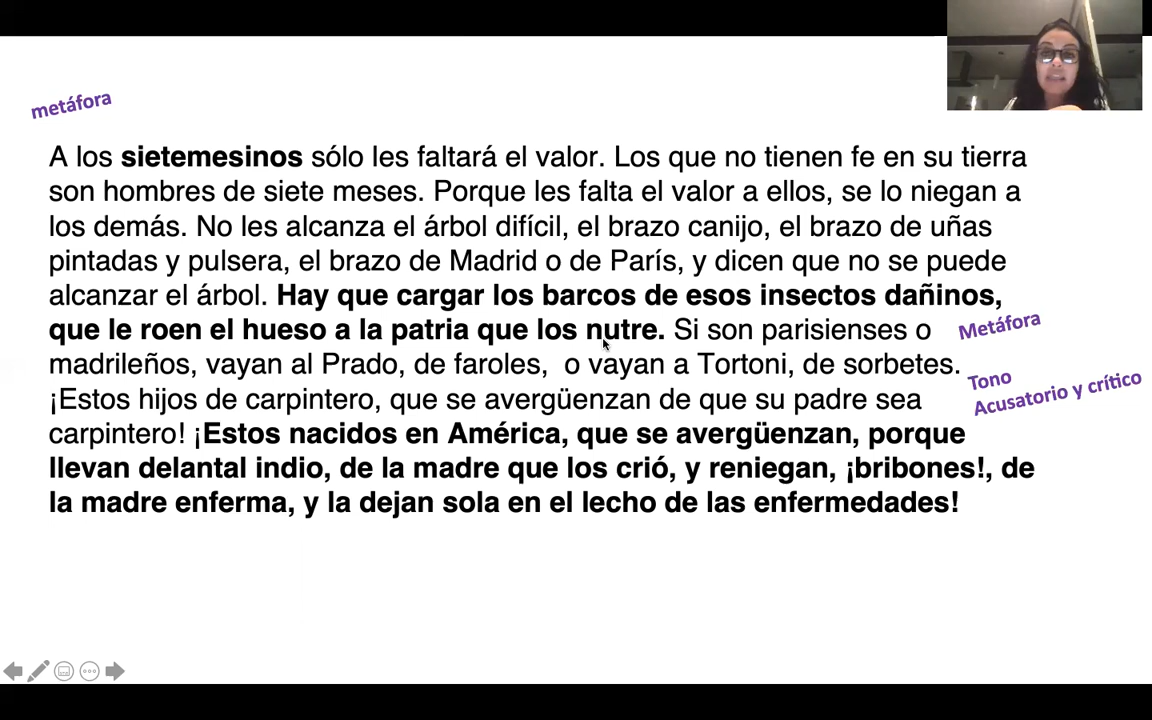 metáfora
A los sietemesinos sólo les faltará el valor. Los que no tienen fe en su tierra
son hombres de siete meses. Porque les falta el valor a ellos, se lo niegan a
los demás. No les alcanza el árbol difícil, el brazo canijo, el brazo de uñas
pintadas y pulsera, el brazo de Madrid o de París, y dicen que no se puede
alcanzar el árbol. Hay que cargar los barcos de esos insectos dañinos,
que le roen el hueso a la patria que los nutre. Si son parisienses o
Metáfora
madrileños, vayan al Prado, de faroles, o vayan a Tortoni, de sorbetes.
Tono
Acusatorio y crítico
¡Estos hijos de carpintero, que se avergüenzan de que su padre sea
carpintero! ¡Estos nacidos en América, que se avergüenzan, porque
llevan delantal indio, de la madre que los crió, y reniegan, ¡bribones!, de
la madre enferma, y la dejan sola en el lecho de las enfermedades!